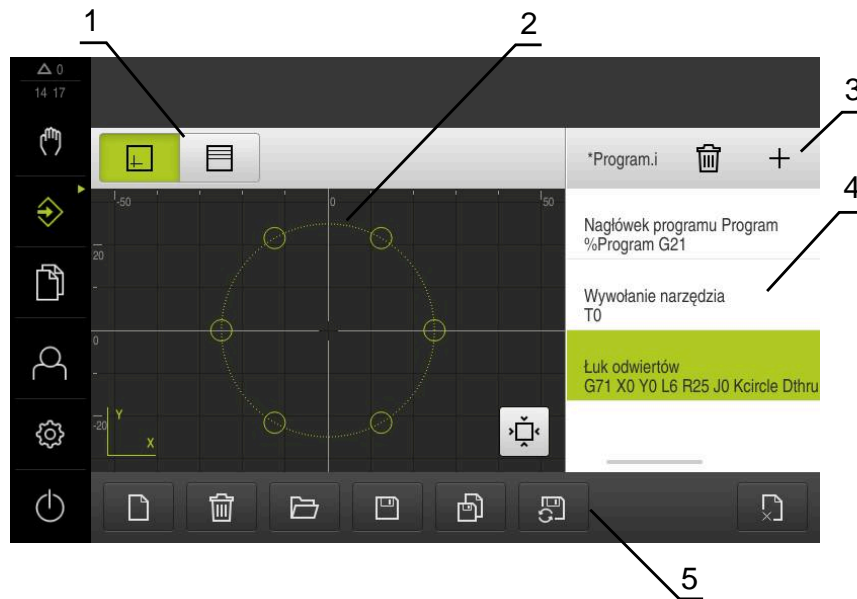 1
2
3
4
5
0
14 17
*Program.i
-50
0
50
20
0
-20
Y
X
Nagłówek programu Program
%Program G21
Wywołanie narzędzia
T0
Łuk odwiertów
G71 X0 Y0 L6 R25 J0 Kcircle Dthru